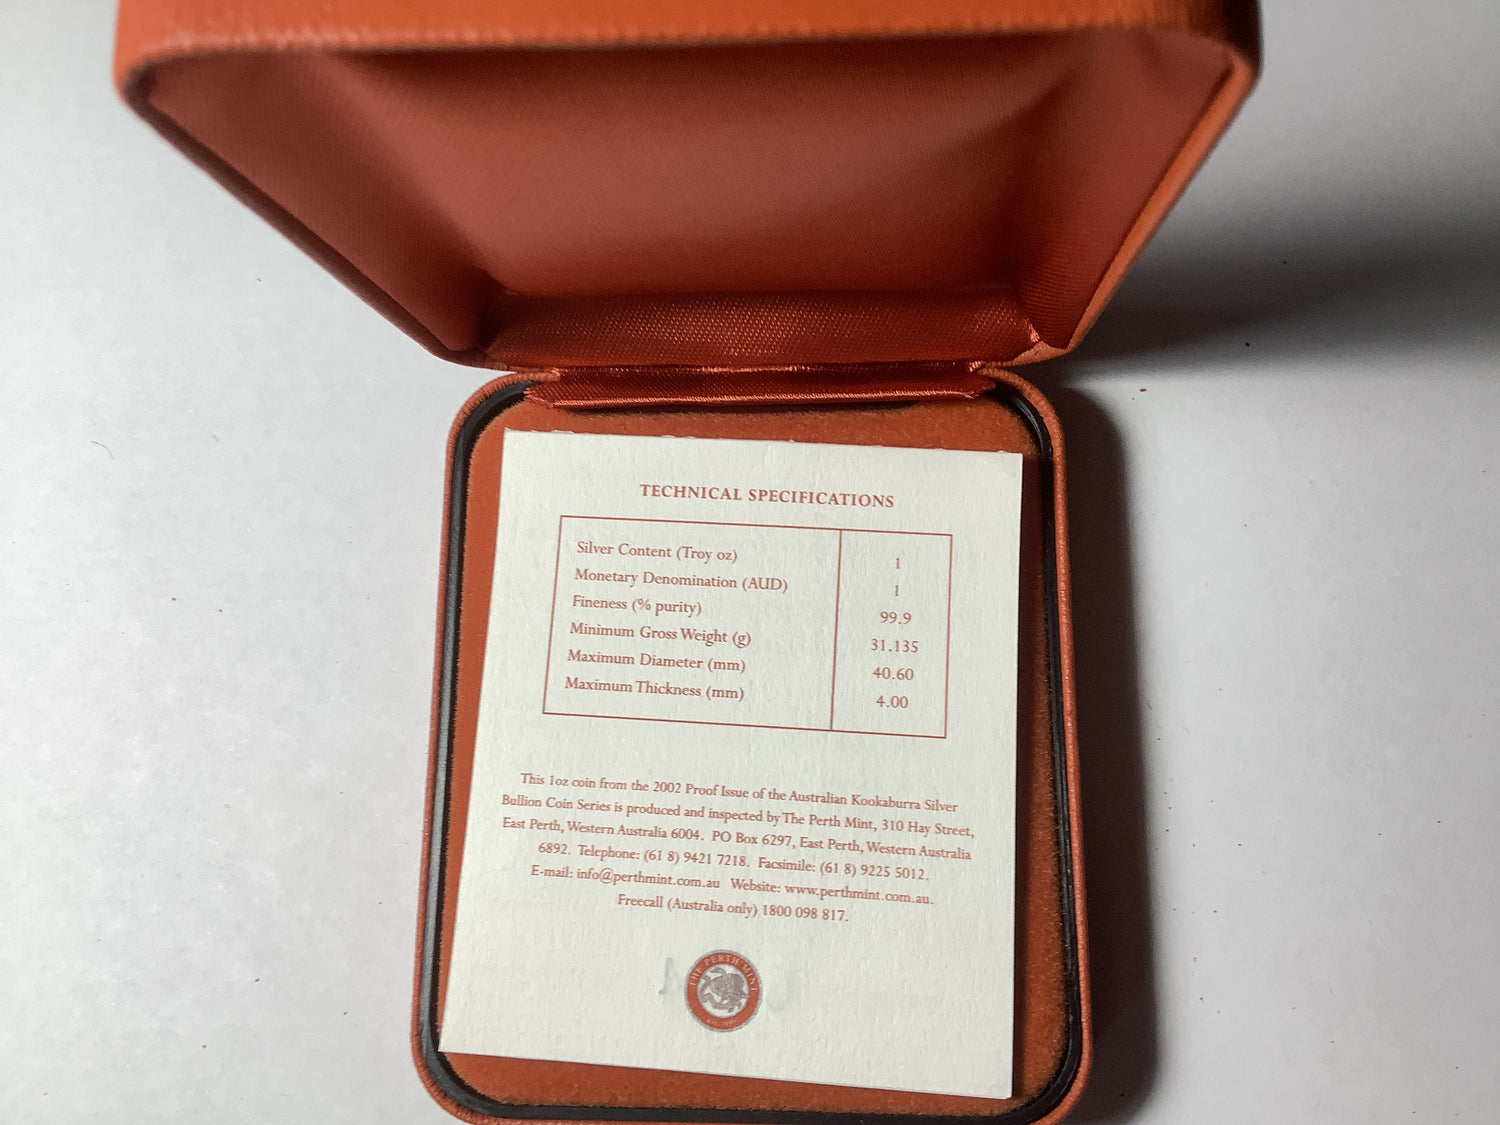 TECHNICAL SPECIFICATIONS
Silver Content (Troy oz) 1
Monetary Denomination (AUD) 1
Fineness (% purity) 99.9
Minimum Gross Weight (g) 31.135
Maximum Diameter (mm) 40.60
Maximum Thickness (mm) 4.00
This 1oz coin from the 2002 Proof Issue of the Australian Kookaburra Silver
Bullion Coin Series is produced and inspected by The Perth Mint, 310 Hay Street,
East Perth, Western Australia 6004. PO Box 6297, East Perth, Western Australia
6892. Telephone: (61 8) 9421 7218. Facsimile: (61 8) 9225 5012.
E-mail: info@perthmint.com.au Website: www.perthmint.com.au.
Freecall (Australia only) 1800 098 817.
THE PERTH MINT